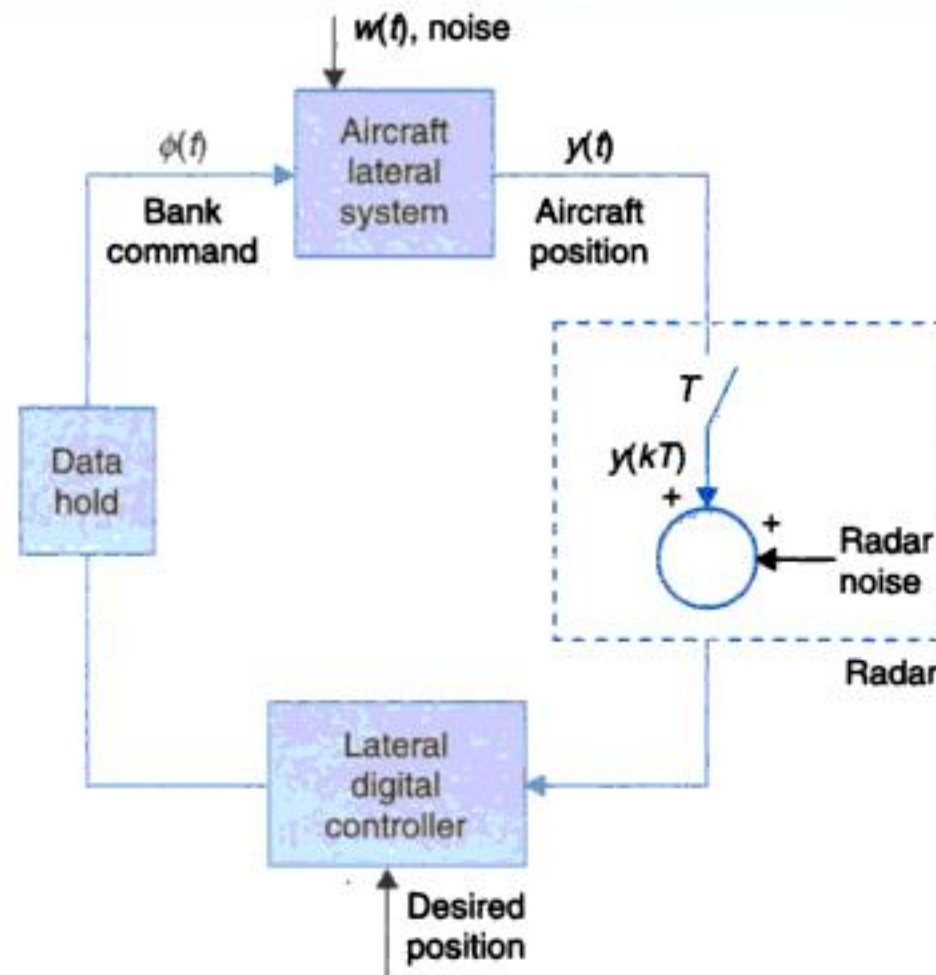 w(t), noise
ϕ(t)
Bank
command
Aircraft
lateral
system
y(t)
Aircraft
position
T
y(kT)
+
+
Radar
noise
Radar
Data
hold
Lateral
digital
controller
Desired
position